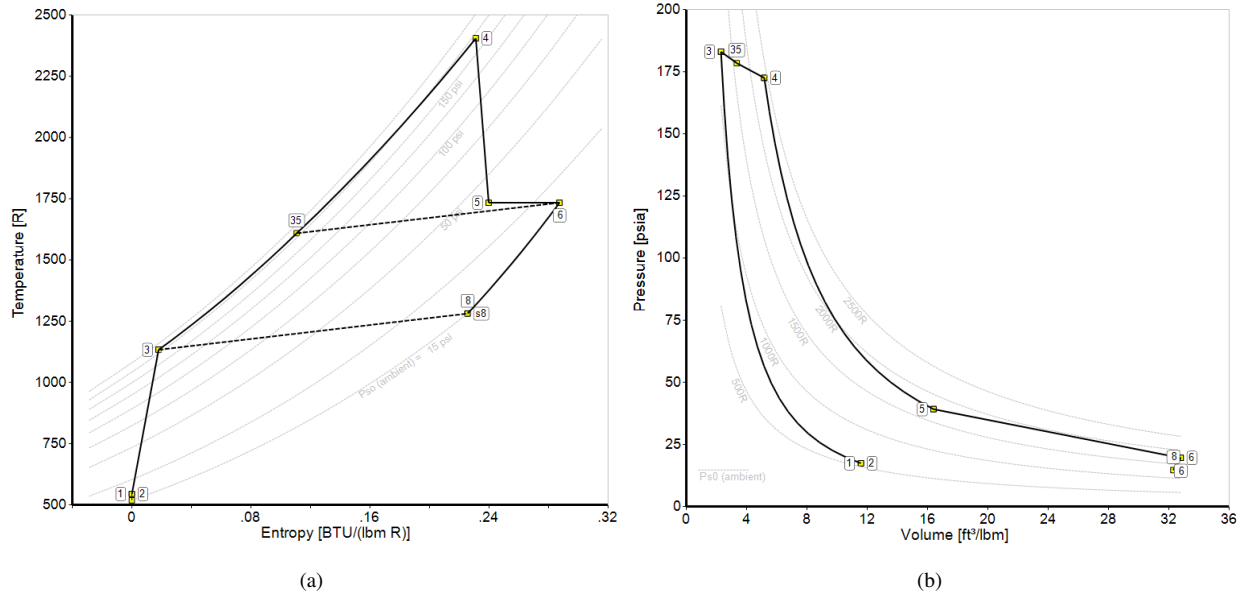 2500
2250
2000
1750
1500
1250
1000
750
500
Temperature [R]
0
.08
.16
.24
.32
Entropy [BTU/(lbm R)]
150 psi
100 psi
50 psi
Pso (ambient) = 15 psi
1
2
3
35
4
5
6
8
s8
(a)
200
175
150
125
100
75
50
25
0
Pressure [psia]
0
4
8
12
16
20
24
28
32
36
Volume [ft³/lbm]
500R
1000R
1500R
2000R
2500R
Ps0 (ambient)
3
35
4
5
1
2
8
6
6
(b)